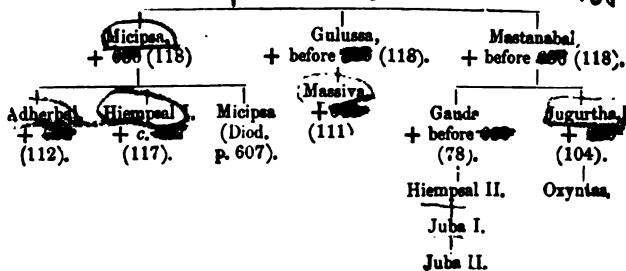 Micipsa, Gulussa, Mastanabal
+ (118) + before (118). + before (118).
Adherbal Hiempsal I. Micipsa Massiva Gauda Jugurtha,
+ + c. (Diod. + + before +
(112). (117). p. 607). (111) (78). (104).
Hiempsal II. Oxyntas,
Juba I.
Juba II.